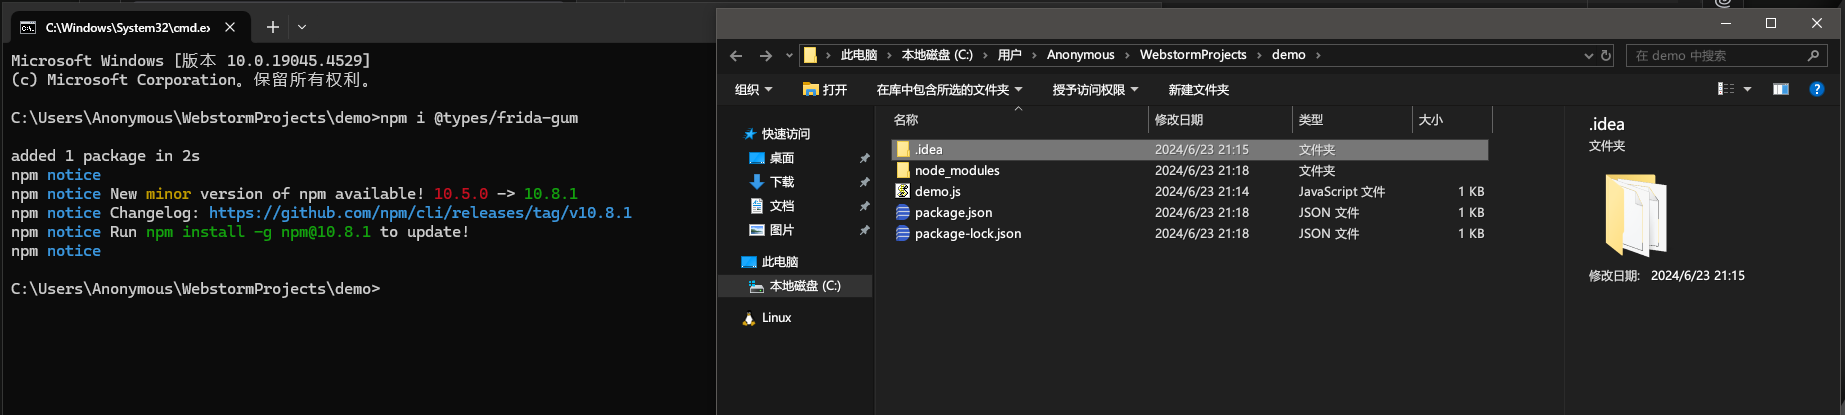 C:\Windows\System32\cmd.ex
Microsoft Windows [版本 10.0.19045.4529]
(c) Microsoft Corporation。保留所有权利。
C:\Users\Anonymous\WebstormProjects\demo>npm i @types/frida-gum
added 1 package in 2s
npm notice
npm notice New minor version of npm available! 10.5.0 -> 10.8.1
npm notice Changelog: https://github.com/npm/cli/releases/tag/v10.8.1
npm notice Run npm install -g npm@10.8.1 to update!
npm notice
C:\Users\Anonymous\WebstormProjects\demo>
此电脑 › 本地磁盘 (C:) › 用户 › Anonymous › WebstormProjects › demo ›
在 demo 中搜索
组织 打开 在库中包含所选的文件夹 授予访问权限 新建文件夹
快速访问
桌面
下载
文档
图片
此电脑
本地磁盘 (C:)
Linux
名称 修改日期 类型 大小
.idea 2024/6/23 21:15 文件夹
node_modules 2024/6/23 21:18 文件夹
demo.js 2024/6/23 21:14 JavaScript 文件 1 KB
package.json 2024/6/23 21:18 JSON 文件 1 KB
package-lock.json 2024/6/23 21:18 JSON 文件 1 KB
.idea
文件夹
修改日期: 2024/6/23 21:15